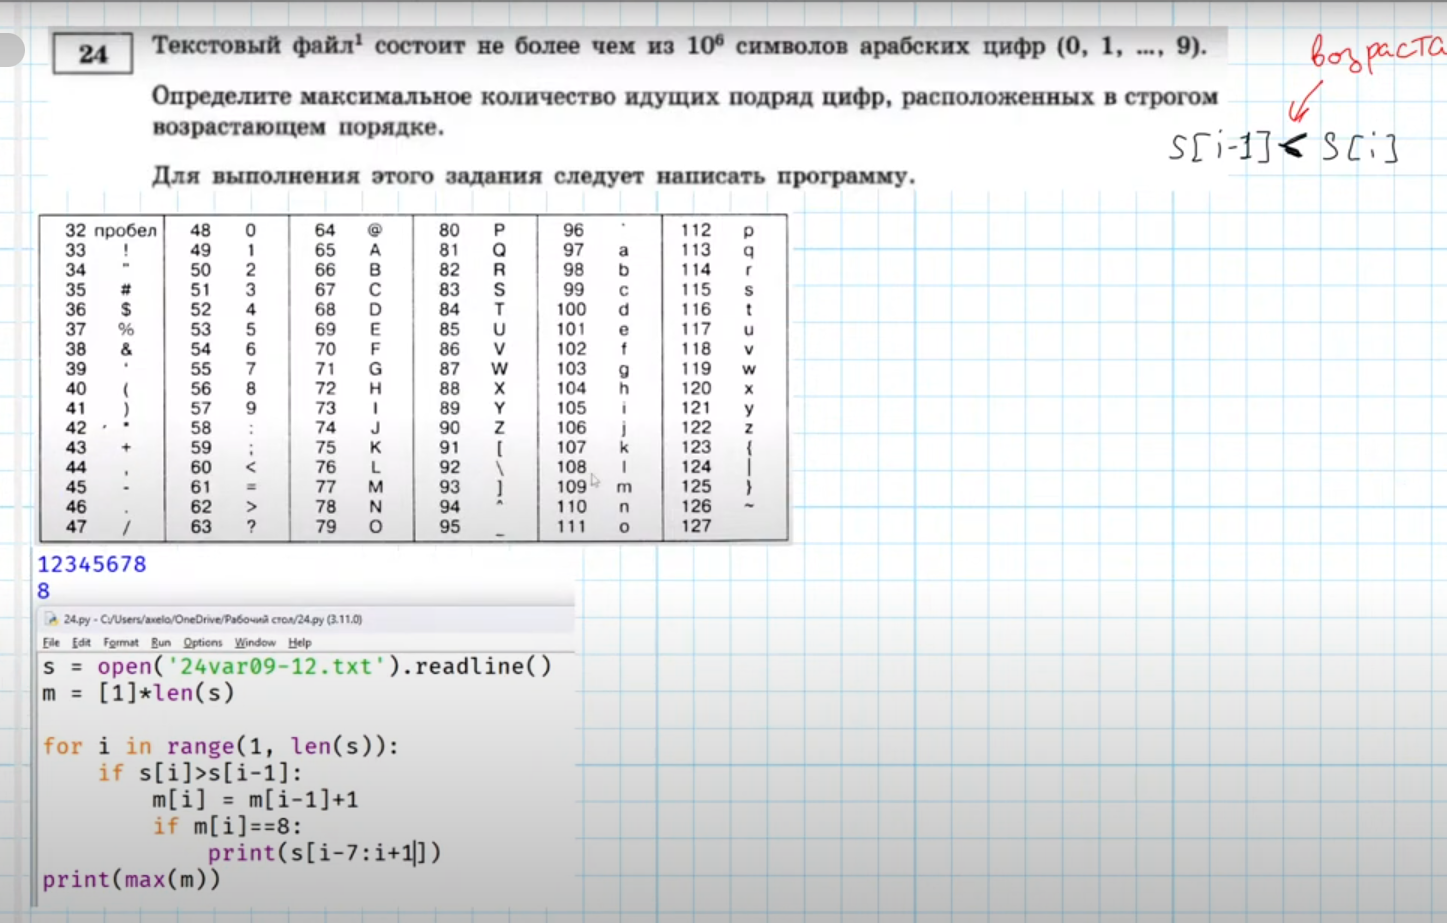 24
Текстовый файл¹ состоит не более чем из 10⁶ символов арабских цифр (0, 1, ..., 9).
Определите максимальное количество идущих подряд цифр, расположенных в строгом
возрастающем порядке.
Для выполнения этого задания следует написать программу.
возраста
s[i-1] < s[i]
32 пробел 48 0 64 @ 80 P 96 ` 112 p
33 ! 49 1 65 A 81 Q 97 a 113 q
34 " 50 2 66 B 82 R 98 b 114 r
35 # 51 3 67 C 83 S 99 c 115 s
36 $ 52 4 68 D 84 T 100 d 116 t
37 % 53 5 69 E 85 U 101 e 117 u
38 & 54 6 70 F 86 V 102 f 118 v
39 ' 55 7 71 G 87 W 103 g 119 w
40 ( 56 8 72 H 88 X 104 h 120 x
41 ) 57 9 73 I 89 Y 105 i 121 y
42 * 58 : 74 J 90 Z 106 j 122 z
43 + 59 ; 75 K 91 [ 107 k 123 {
44 , 60 < 76 L 92 \ 108 l 124 |
45 - 61 = 77 M 93 ] 109 m 125 }
46 . 62 > 78 N 94 ^ 110 n 126 ~
47 / 63 ? 79 O 95 _ 111 o 127
12345678
8
24.py - C:/Users/axelo/OneDrive/Рабочий стол/24.py (3.11.0)
File Edit Format Run Options Window Help
s = open('24var09-12.txt').readline()
m = [1]*len(s)
for i in range(1, len(s)):
    if s[i]>s[i-1]:
        m[i] = m[i-1]+1
        if m[i]==8:
            print(s[i-7:i+1])
print(max(m))